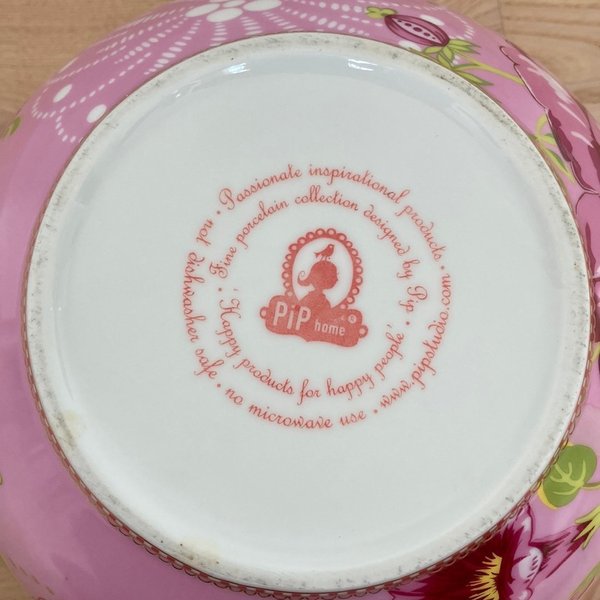 · Passionate inspirational products · www.pipstudio.com · no microwave use · not dishwasher safe
· Fine porcelain collection designed by Pip · 'Happy products for happy people'
PiP home ®